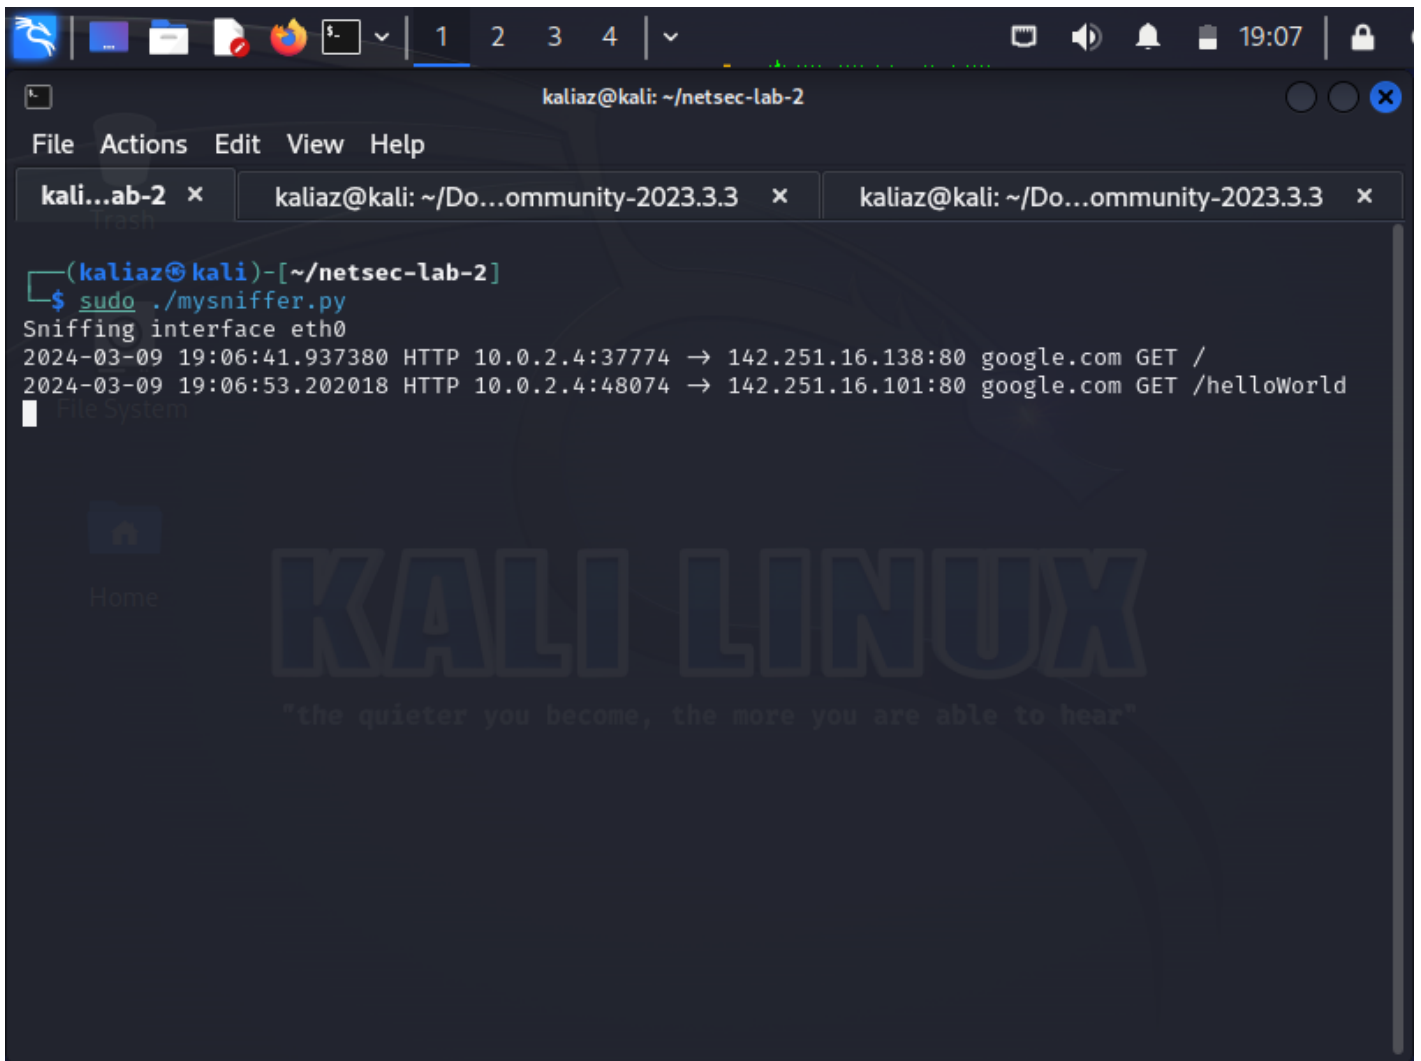 1 2 3 4 19:07
kaliaz@kali: ~/netsec-lab-2
File Actions Edit View Help
kali...ab-2 × kaliaz@kali: ~/Do...ommunity-2023.3.3 × kaliaz@kali: ~/Do...ommunity-2023.3.3 ×
Trash
┌──(kaliaz㉿kali)-[~/netsec-lab-2]
└─$ sudo ./mysniffer.py
Sniffing interface eth0
2024-03-09 19:06:41.937380 HTTP 10.0.2.4:37774 → 142.251.16.138:80 google.com GET /
2024-03-09 19:06:53.202018 HTTP 10.0.2.4:48074 → 142.251.16.101:80 google.com GET /helloWorld
File System
Home
KALI LINUX
"the quieter you become, the more you are able to hear"